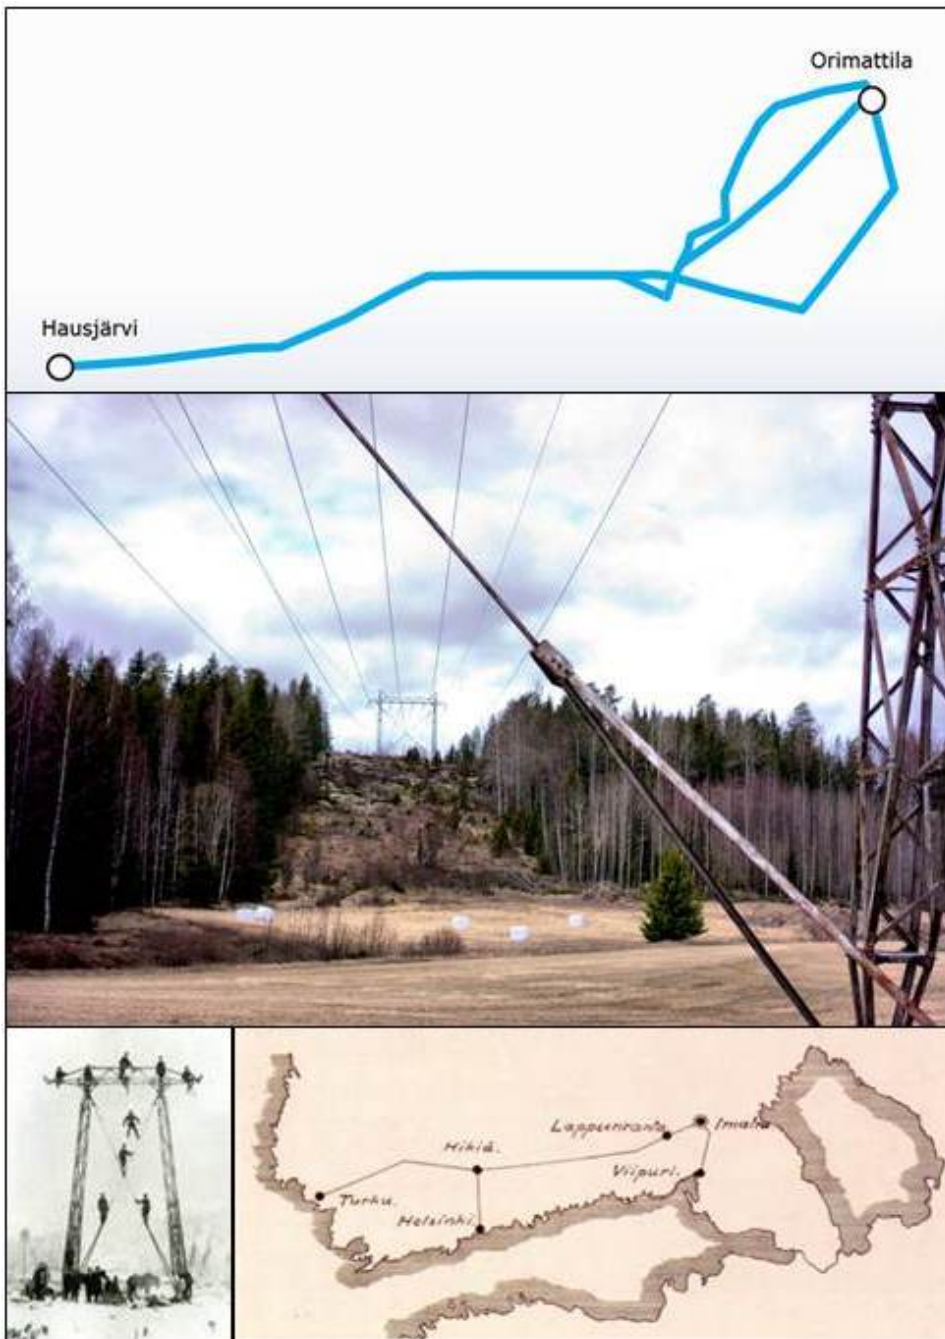 Orimattila
Hausjärvi
Lappeenranta
Imatra
Hikiä.
Viipuri.
Turku.
Helsinki.